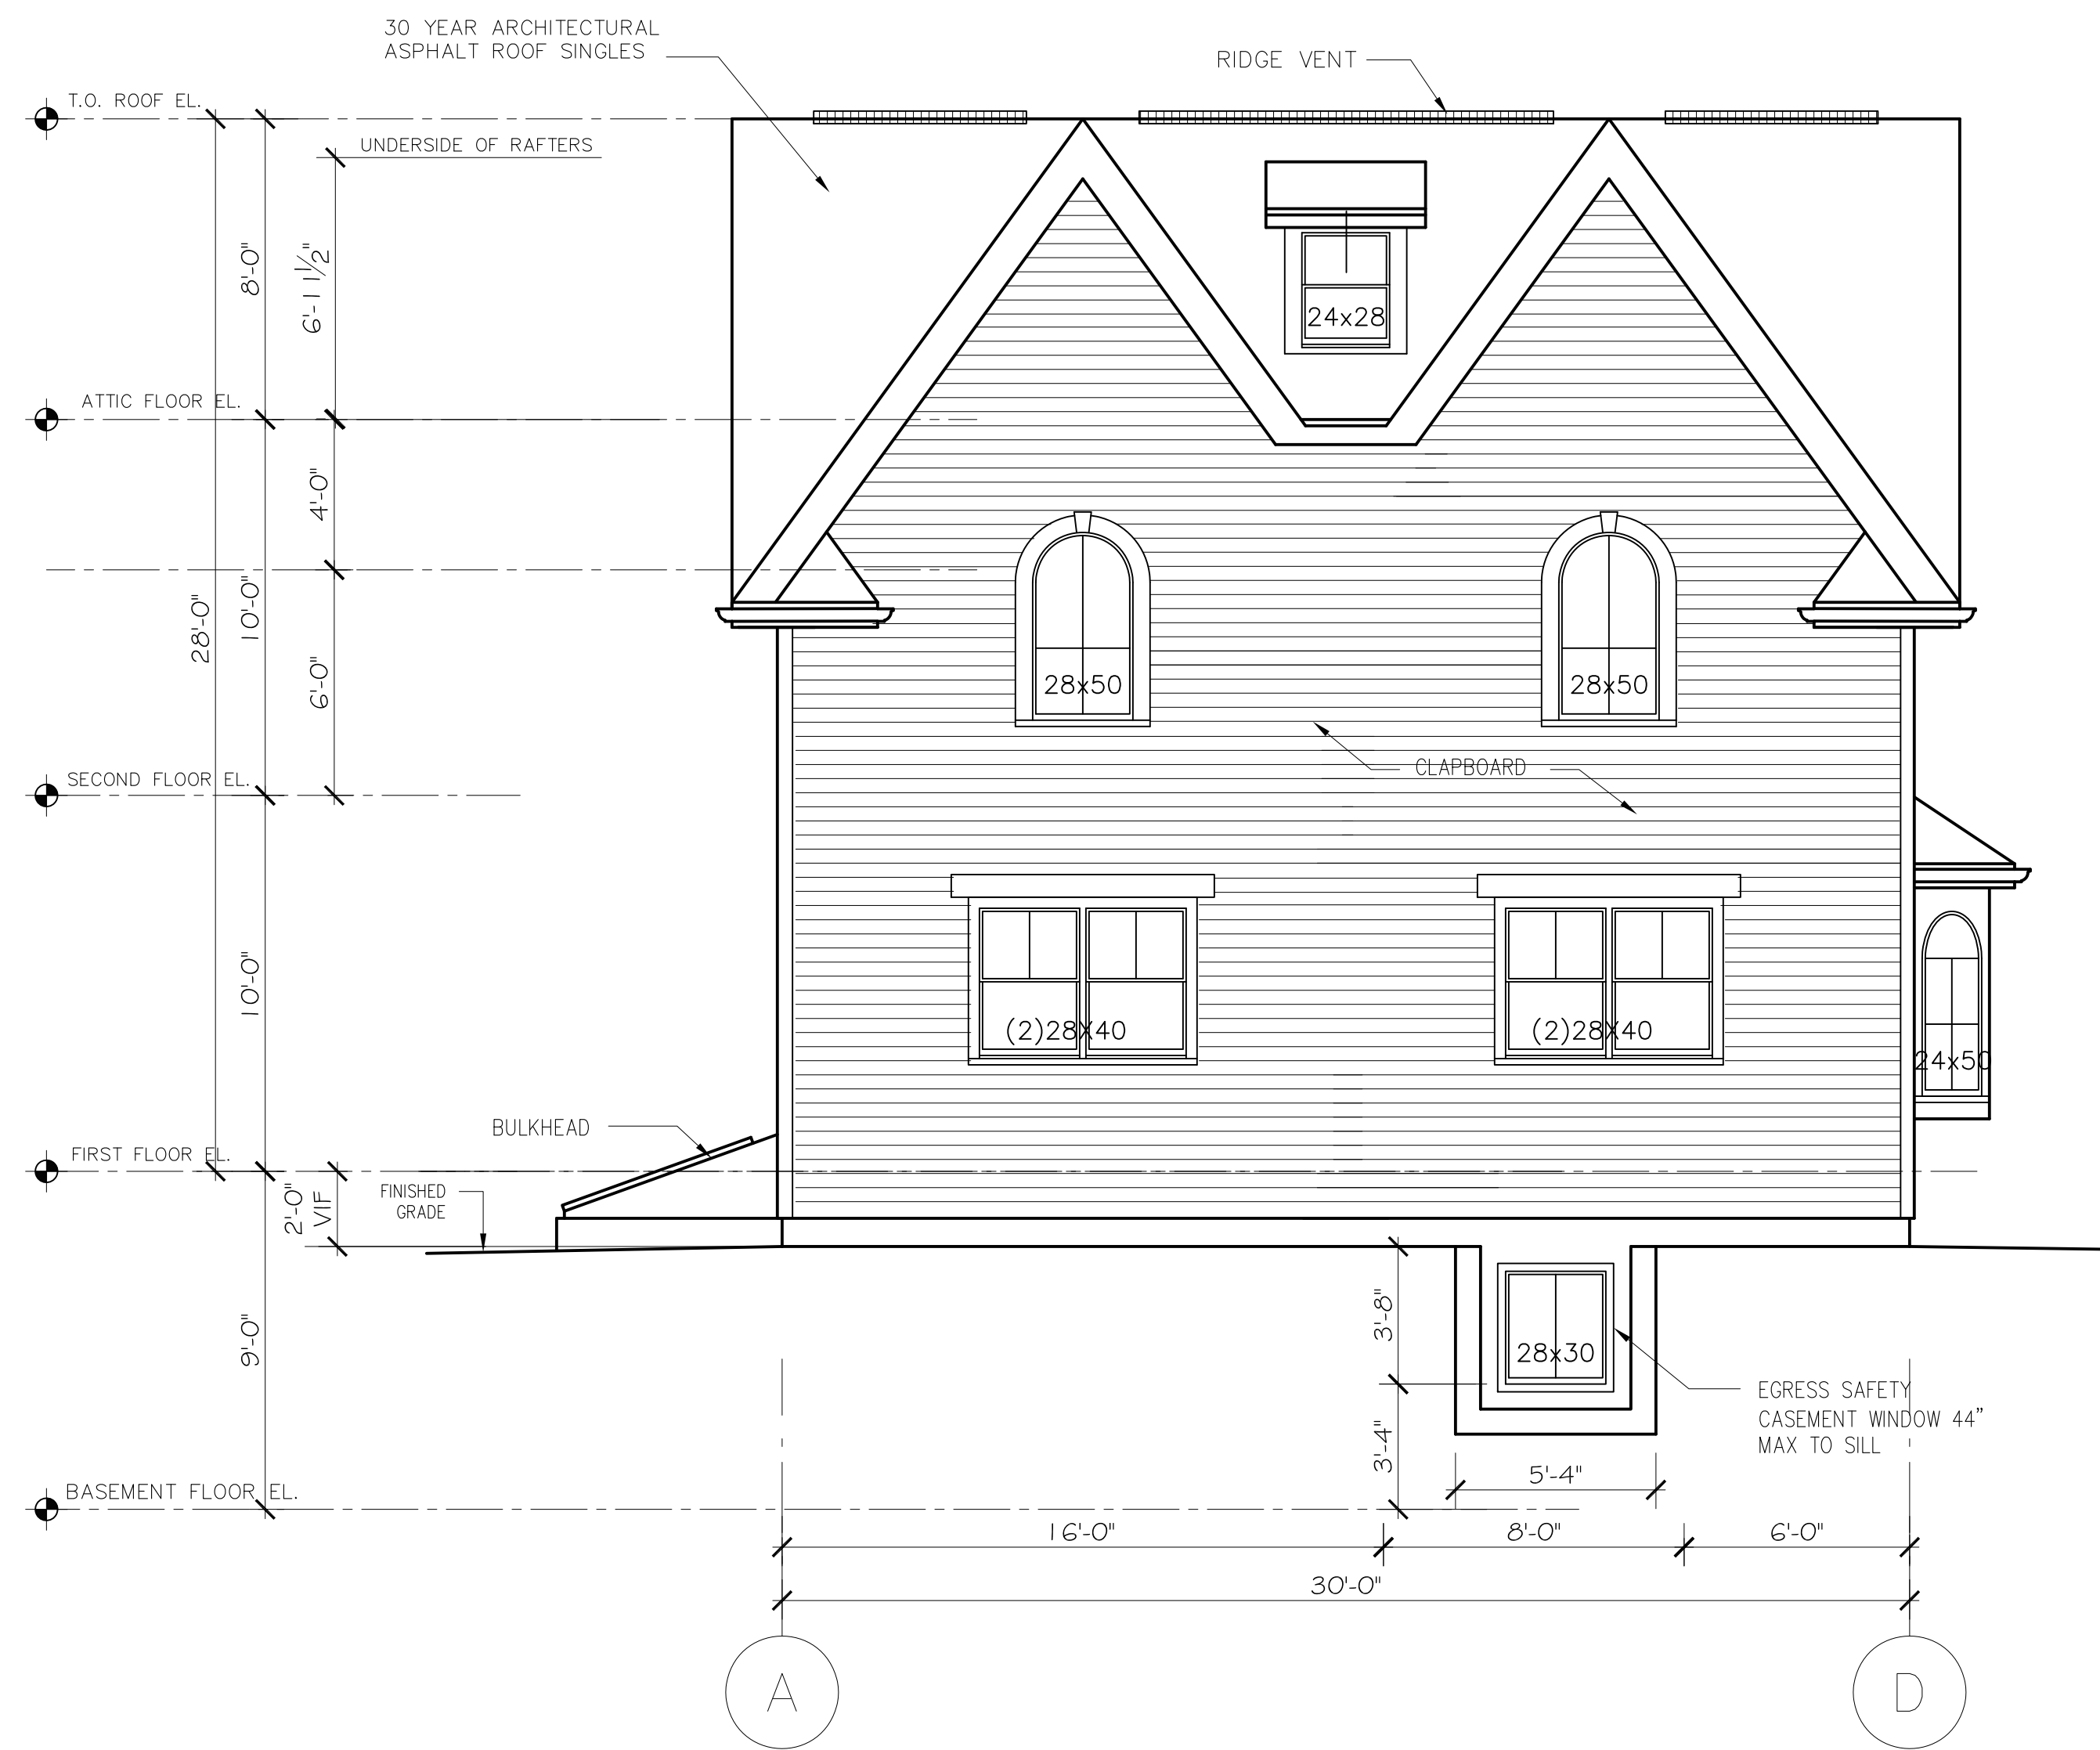 30 YEAR ARCHITECTURAL
ASPHALT ROOF SINGLES
RIDGE VENT
T.O. ROOF EL.
UNDERSIDE OF RAFTERS
8'-0"
6'-11½"
24x28
ATTIC FLOOR EL.
4'-0"
28'-0"
10'-0"
6'-0"
28x50
28x50
CLAPBOARD
SECOND FLOOR EL.
10'-0"
(2)28X40
(2)28X40
24x50
BULKHEAD
FIRST FLOOR EL.
2'-0"
VIF
FINISHED
GRADE
9'-0"
3'-8"
28x30
EGRESS SAFETY
CASEMENT WINDOW 44”
MAX TO SILL
3'-4"
5'-4"
BASEMENT FLOOR EL.
16'-0"
8'-0"
6'-0"
30'-0"
A
D